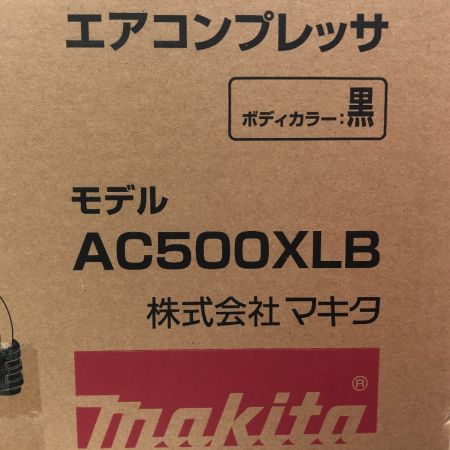 エアコンプレッサ
ボディカラー：黒
モデル
AC500XLB
株式会社 マキタ
makita®